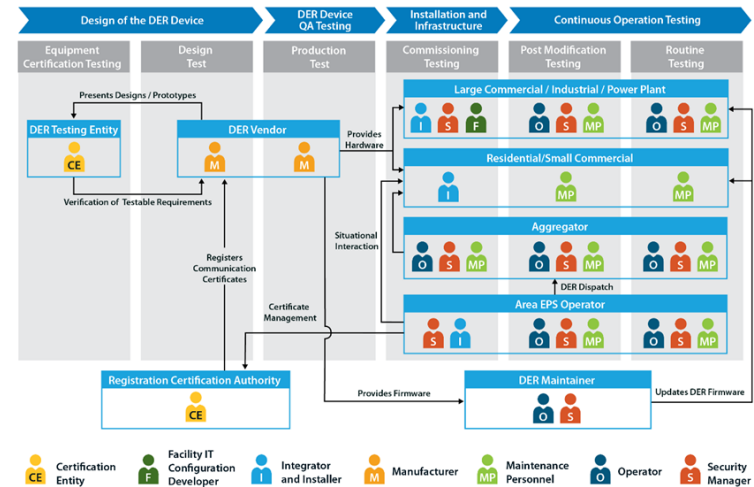 Design of the DER Device
DER Device
QA Testing
Installation and
Infrastructure
Continuous Operation Testing
Equipment
Certification Testing
Design
Test
Production
Test
Commissioning
Testing
Post Modification
Testing
Routine
Testing
Presents Designs / Prototypes
DER Testing Entity
CE
DER Vendor
M
M
Verification of Testable Requirements
Provides
Hardware
Large Commercial / Industrial / Power Plant
I S F O S MP O S MP
Residential/Small Commercial
I MP MP
Situational
Interaction
Aggregator
O S MP O S MP O S MP
DER Dispatch
Area EPS Operator
S I O S MP O S MP
Registers
Communication
Certificates
Certificate
Management
Registration Certification Authority
CE
Provides Firmware
DER Maintainer
O S
Updates DER Firmware
CE
Certification
Entity
F
Facility IT
Configuration
Developer
I
Integrator
and Installer
M
Manufacturer
MP
Maintenance
Personnel
O
Operator
S
Security
Manager